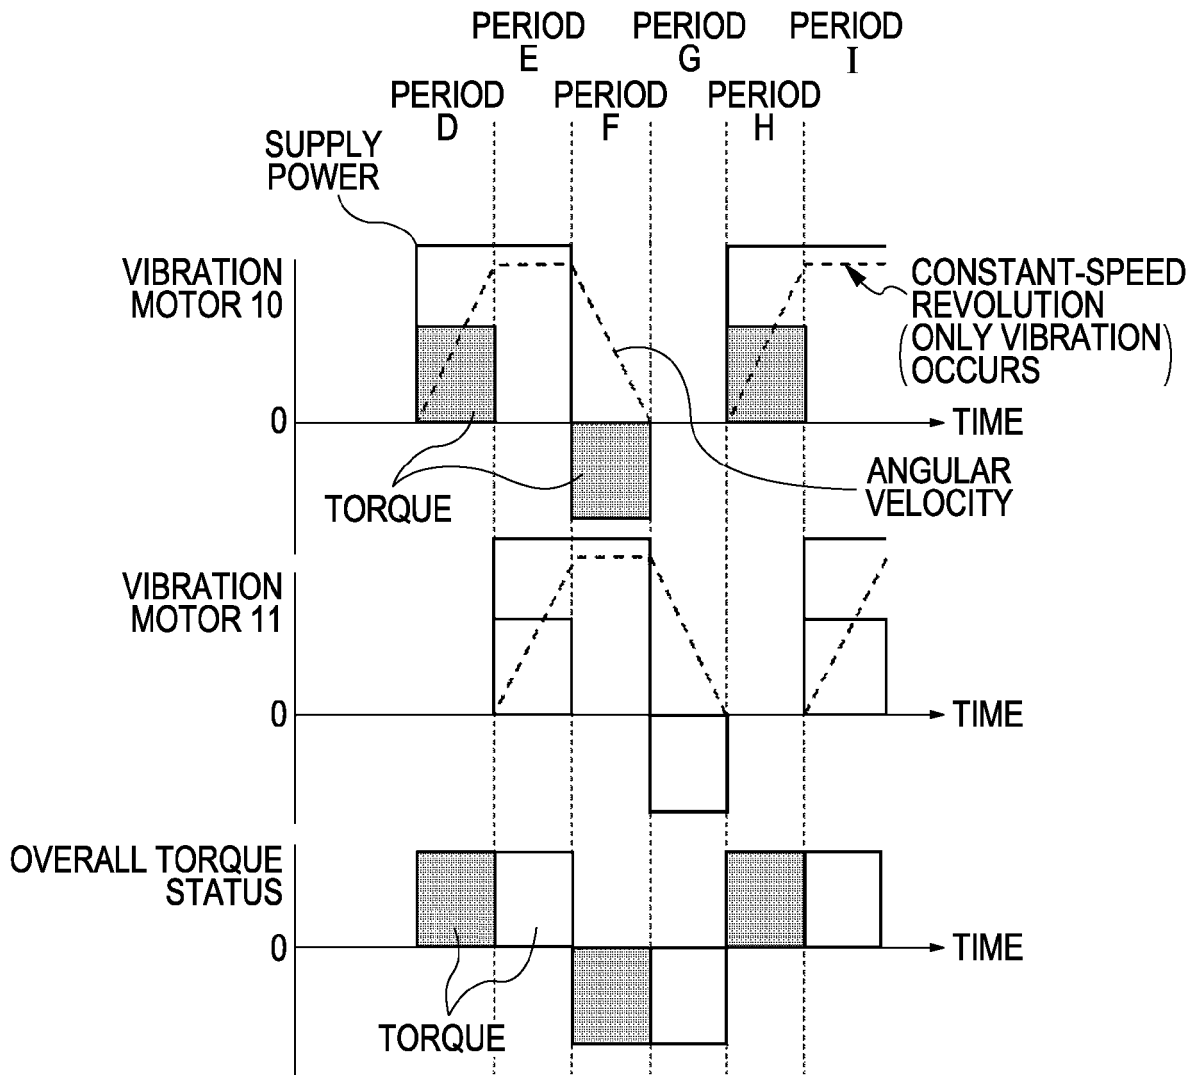 PERIOD
E
PERIOD
G
PERIOD
I
PERIOD
D
PERIOD
F
PERIOD
H
SUPPLY
POWER
VIBRATION
MOTOR 10
CONSTANT-SPEED
REVOLUTION
(ONLY VIBRATION)
OCCURS
0
TIME
TORQUE
ANGULAR
VELOCITY
VIBRATION
MOTOR 11
0
TIME
OVERALL TORQUE
STATUS
0
TIME
TORQUE